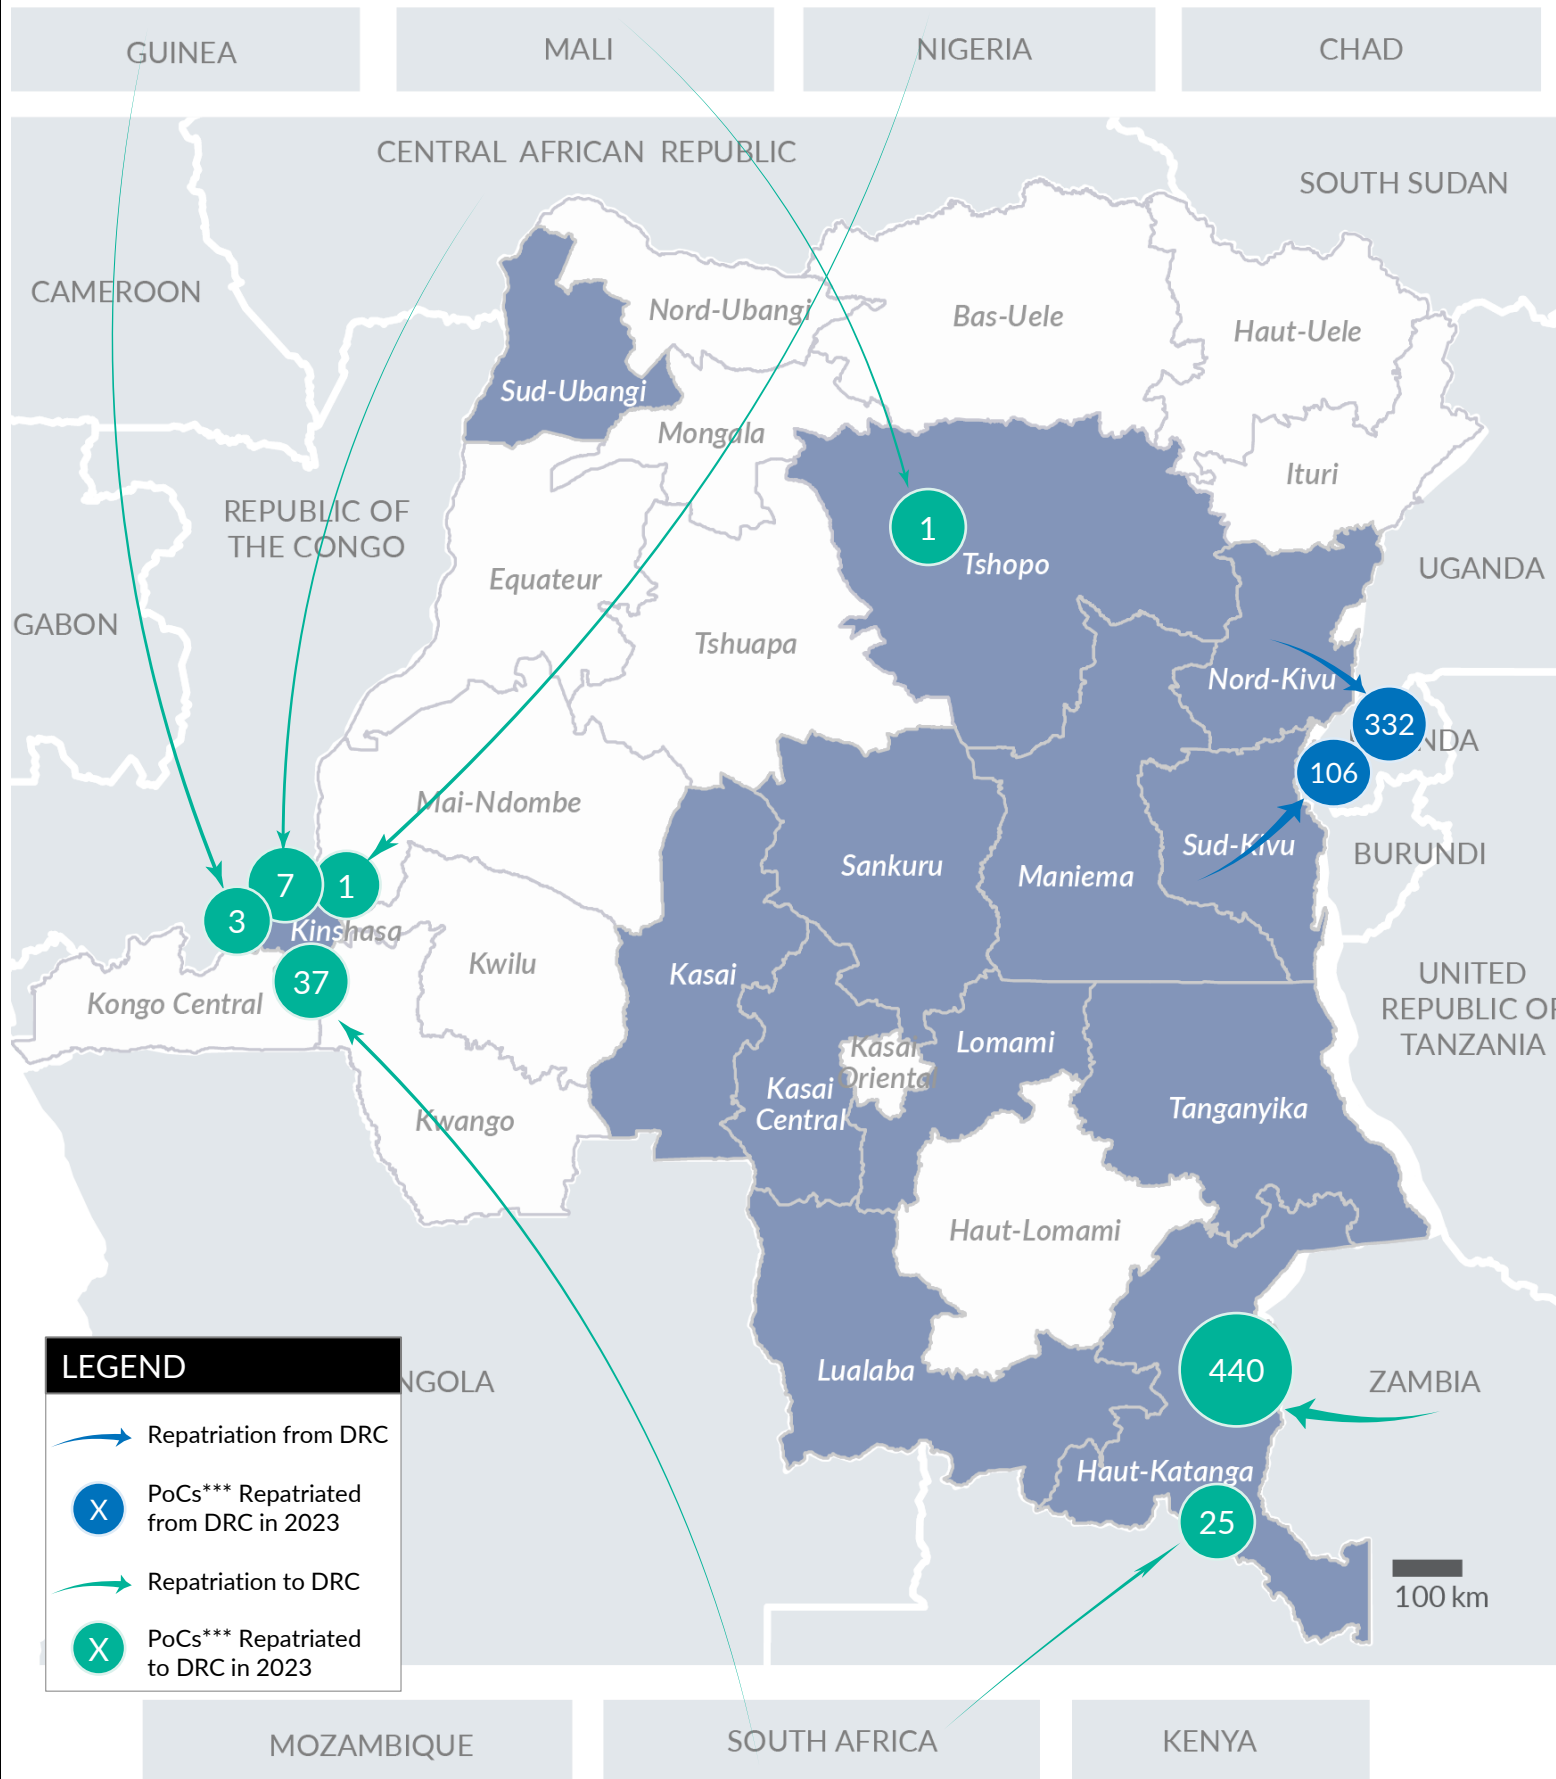 GUINEA
MALI
NIGERIA
CHAD
CENTRAL AFRICAN REPUBLIC
SOUTH SUDAN
CAMEROON
Nord-Ubangi
Bas-Uele
Haut-Uele
Sud-Ubangi
Mongala
Ituri
REPUBLIC OF
THE CONGO
1
Tshopo
UGANDA
Equateur
GABON
Tshuapa
Nord-Kivu
332
NDA
106
Mai-Ndombe
Sud-Kivu
BURUNDI
Sankuru
Maniema
7
1
3
Kinshasa
Kwilu
Kasai
37
Kongo Central
UNITED
REPUBLIC OF
TANZANIA
Lomami
Kasai
Oriental
Kasai
Central
Tanganyika
Kwango
Haut-Lomami
440
Lualaba
ZAMBIA
NGOLA
Haut-Katanga
25
100 km
LEGEND
Repatriation from DRC
X
PoCs*** Repatriated
from DRC in 2023
Repatriation to DRC
X
PoCs*** Repatriated
to DRC in 2023
MOZAMBIQUE
SOUTH AFRICA
KENYA